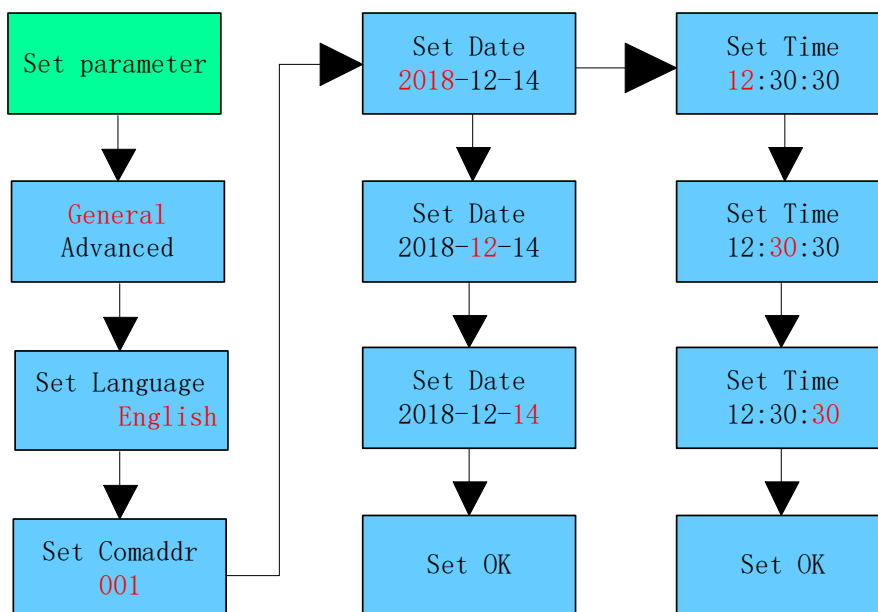 Set parameter
General
Advanced
Set Language
English
Set Comaddr
001
Set Date
2018-12-14
Set Date
2018-12-14
Set Date
2018-12-14
Set OK
Set Time
12:30:30
Set Time
12:30:30
Set Time
12:30:30
Set OK